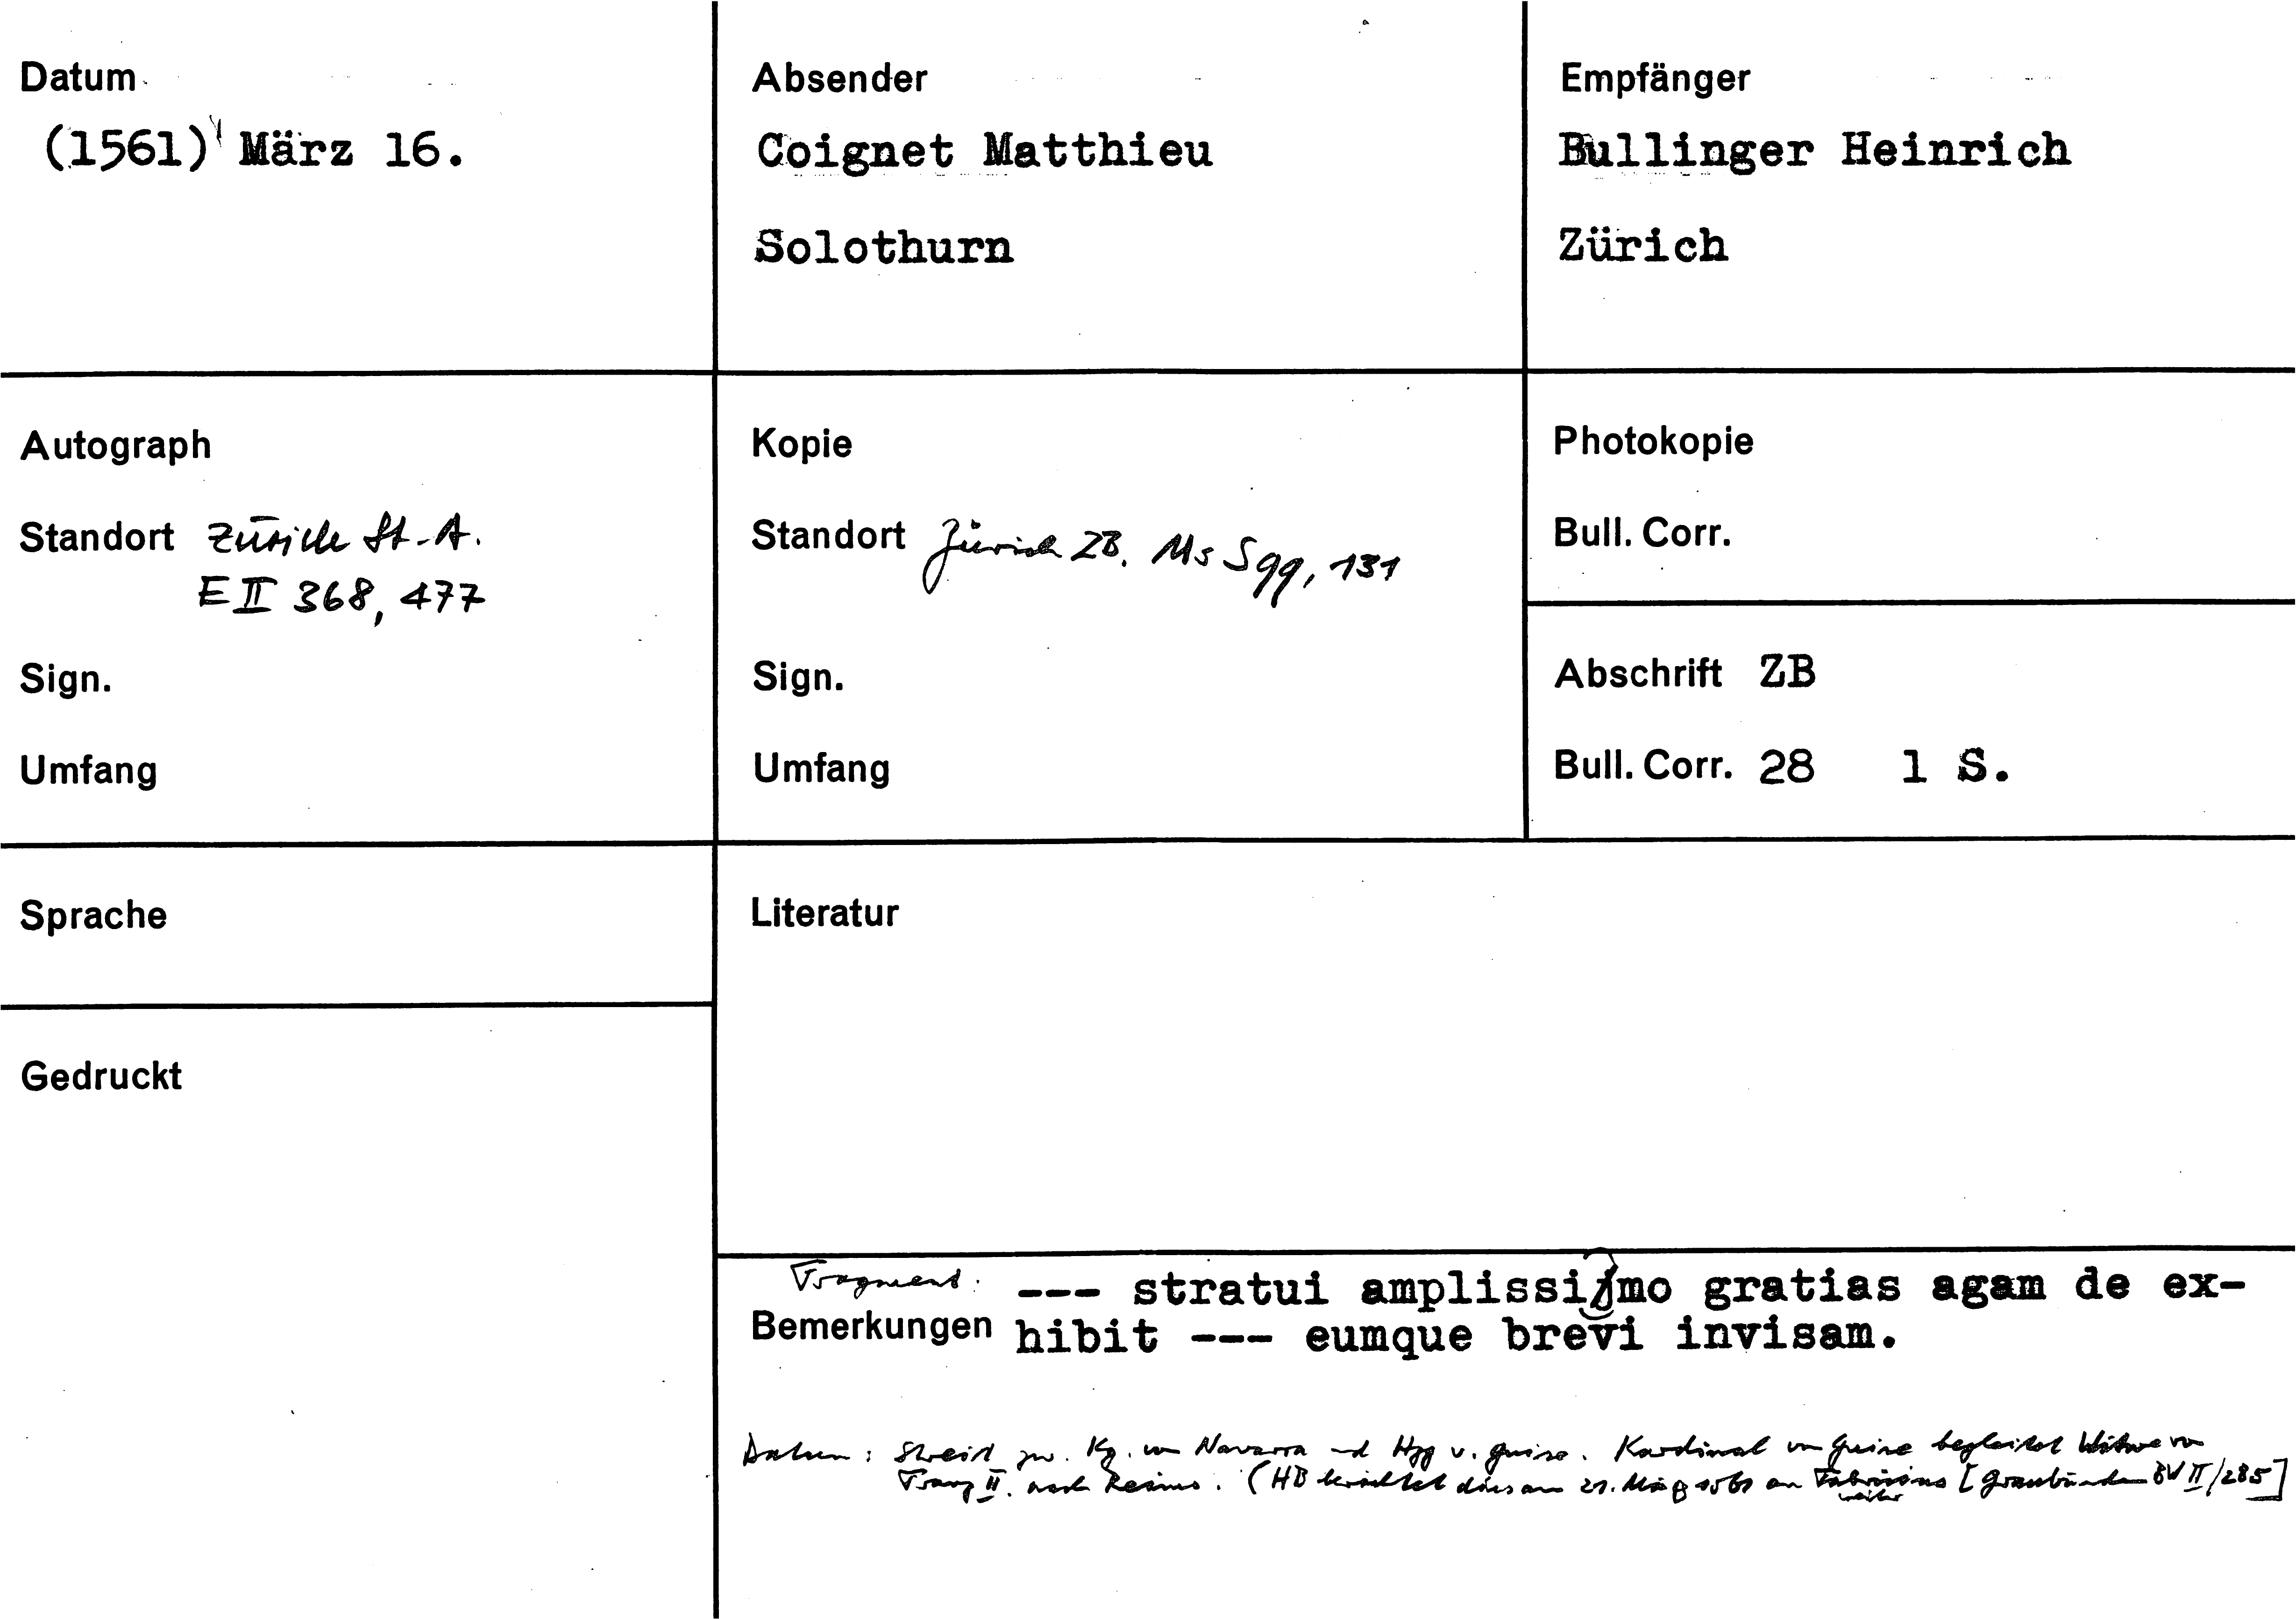 Datum
(1561) März 16.
Absender
Coignet Matthieu
Solothurn
Empfänger
Bullinger Heinrich
Zürich
Autograph
Standort Zürich St-A.
E II 368, 477
Sign.
Umfang
Kopie
Standort Zürich ZB. Ms S 99, 131
Sign.
Umfang
Photokopie
Bull. Corr.
Abschrift ZB
Bull. Corr. 28 1 S.
Sprache
Literatur
Gedruckt
Fragment: --- stratui amplissimo gratias agam de ex-
Bemerkungen hibit --- eumque brevi invisam.
Datum: Streit zw. Kg. von Navarra und Hzg v. Guise. Kardinal von Guise begleitet Witwe von
Franz II. nach Reims. (HB berichtet dies am 21. März 1561 an Fabricius weiter [Graubünden BW II/285]